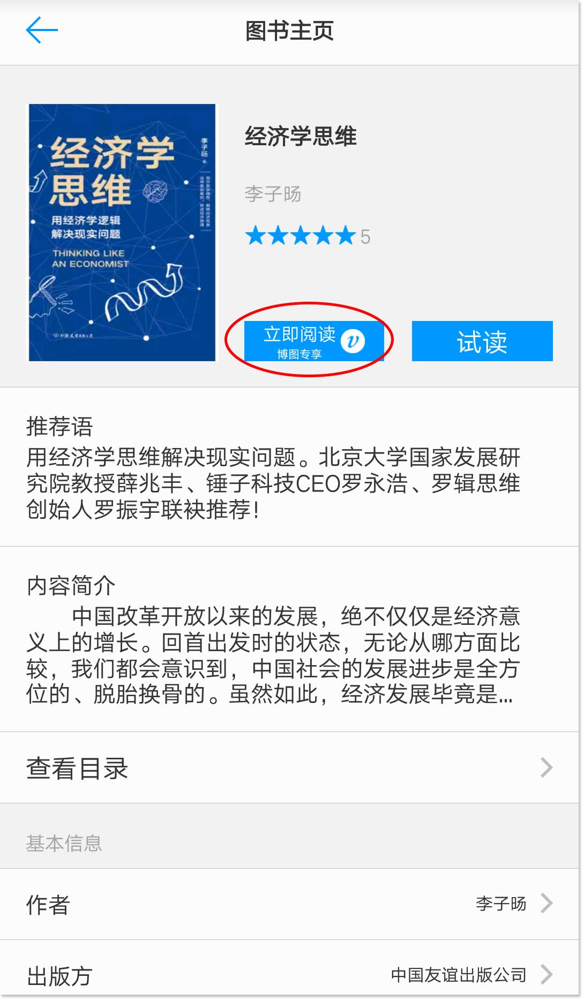 图书主页
经济学
思维
用经济学逻辑
解决现实问题
THINKING LIKE
AN ECONOMIST
李子旸
经济学思维
李子旸
5
立即阅读
博图专享
v
试读
推荐语
用经济学思维解决现实问题。北京大学国家发展研
究院教授薛兆丰、锤子科技CEO罗永浩、罗辑思维
创始人罗振宇联袂推荐!
内容简介
中国改革开放以来的发展，绝不仅仅是经济意
义上的增长。回首出发时的状态，无论从哪方面比
较，我们都会意识到，中国社会的发展进步是全方
位的、脱胎换骨的。虽然如此，经济发展毕竟是...
查看目录
基本信息
作者
李子旸
出版方
中国友谊出版公司